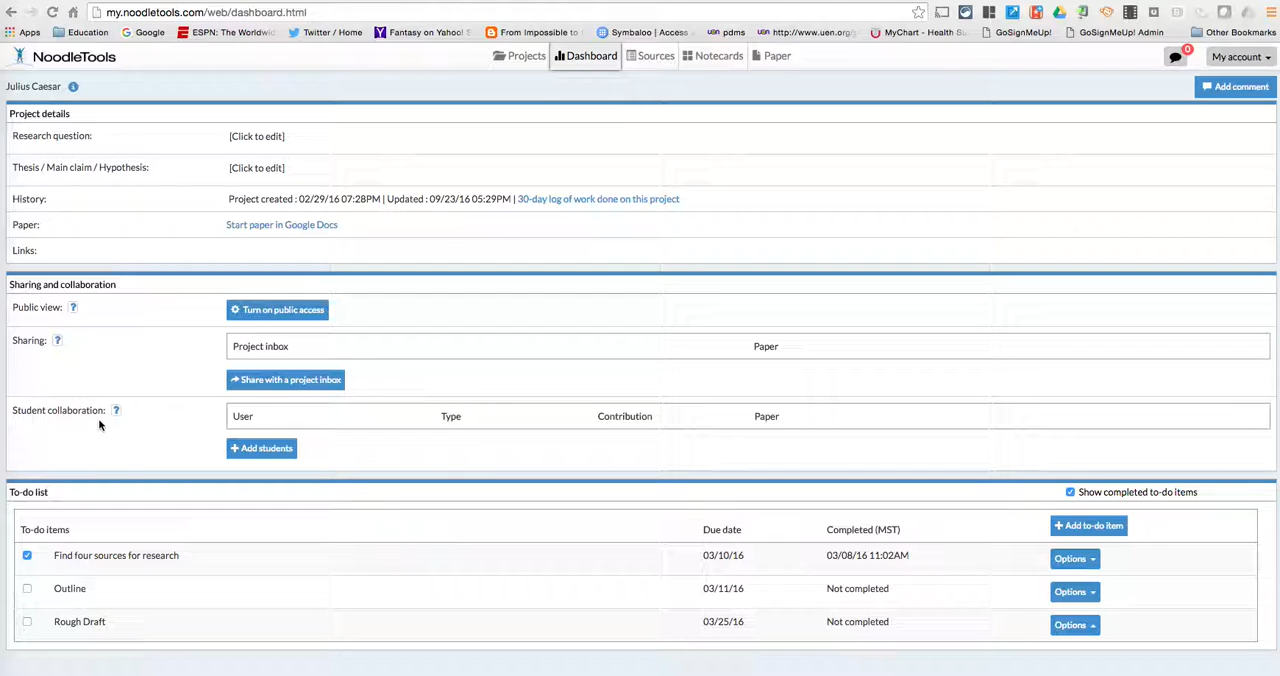 my.noodletools.com/web/dashboard.html
Apps Education Google ESPN: The Worldwi Twitter / Home Fantasy on Yahoo! S From Impossible to Symbaloo | Access pdms http://www.uen.org/ MyChart - Health Su GoSignMeUp! GoSignMeUp! Admin Other Bookmarks
NoodleTools Projects Dashboard Sources Notecards Paper 0 My account
Julius Caesar Add comment
Project details
Research question: [Click to edit]
Thesis / Main claim / Hypothesis: [Click to edit]
History: Project created : 02/29/16 07:28PM | Updated : 09/23/16 05:29PM | 30-day log of work done on this project
Paper: Start paper in Google Docs
Links:
Sharing and collaboration
Public view: ? Turn on public access
Sharing: ? Project inbox Paper
Share with a project inbox
Student collaboration: ? User Type Contribution Paper
+ Add students
To-do list Show completed to-do items
To-do items Due date Completed (MST) + Add to-do item
Find four sources for research 03/10/16 03/08/16 11:02AM Options
Outline 03/11/16 Not completed Options
Rough Draft 03/25/16 Not completed Options